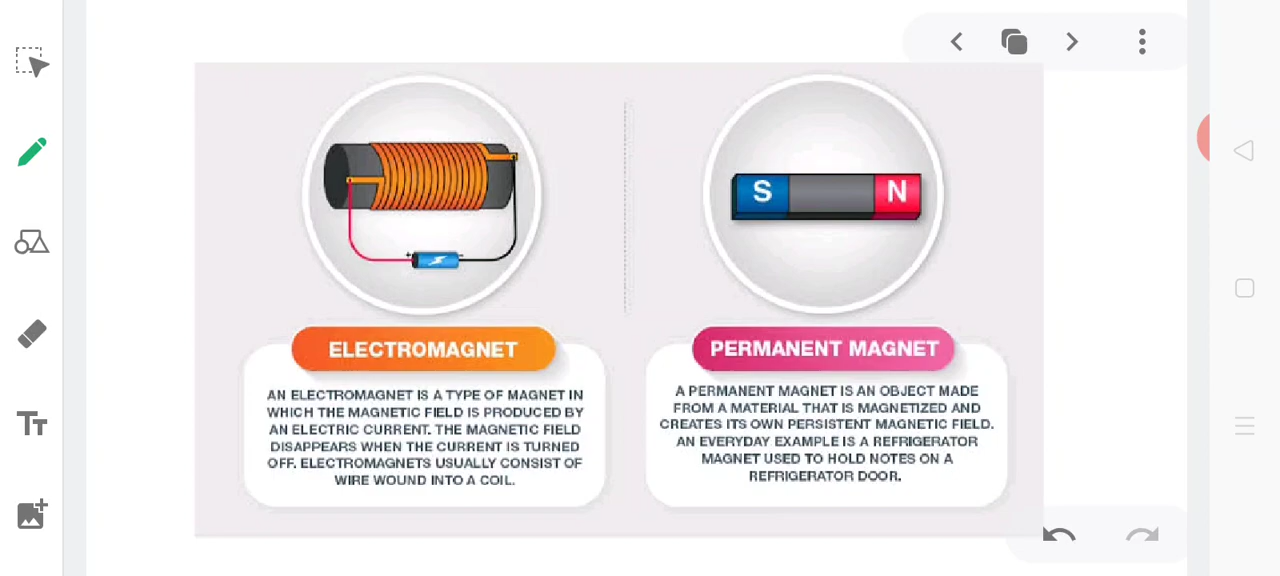 S
N
ELECTROMAGNET
AN ELECTROMAGNET IS A TYPE OF MAGNET IN
WHICH THE MAGNETIC FIELD IS PRODUCED BY
AN ELECTRIC CURRENT. THE MAGNETIC FIELD
DISAPPEARS WHEN THE CURRENT IS TURNED
OFF. ELECTROMAGNETS USUALLY CONSIST OF
WIRE WOUND INTO A COIL.
PERMANENT MAGNET
A PERMANENT MAGNET IS AN OBJECT MADE
FROM A MATERIAL THAT IS MAGNETIZED AND
CREATES ITS OWN PERSISTENT MAGNETIC FIELD.
AN EVERYDAY EXAMPLE IS A REFRIGERATOR
MAGNET USED TO HOLD NOTES ON A
REFRIGERATOR DOOR.